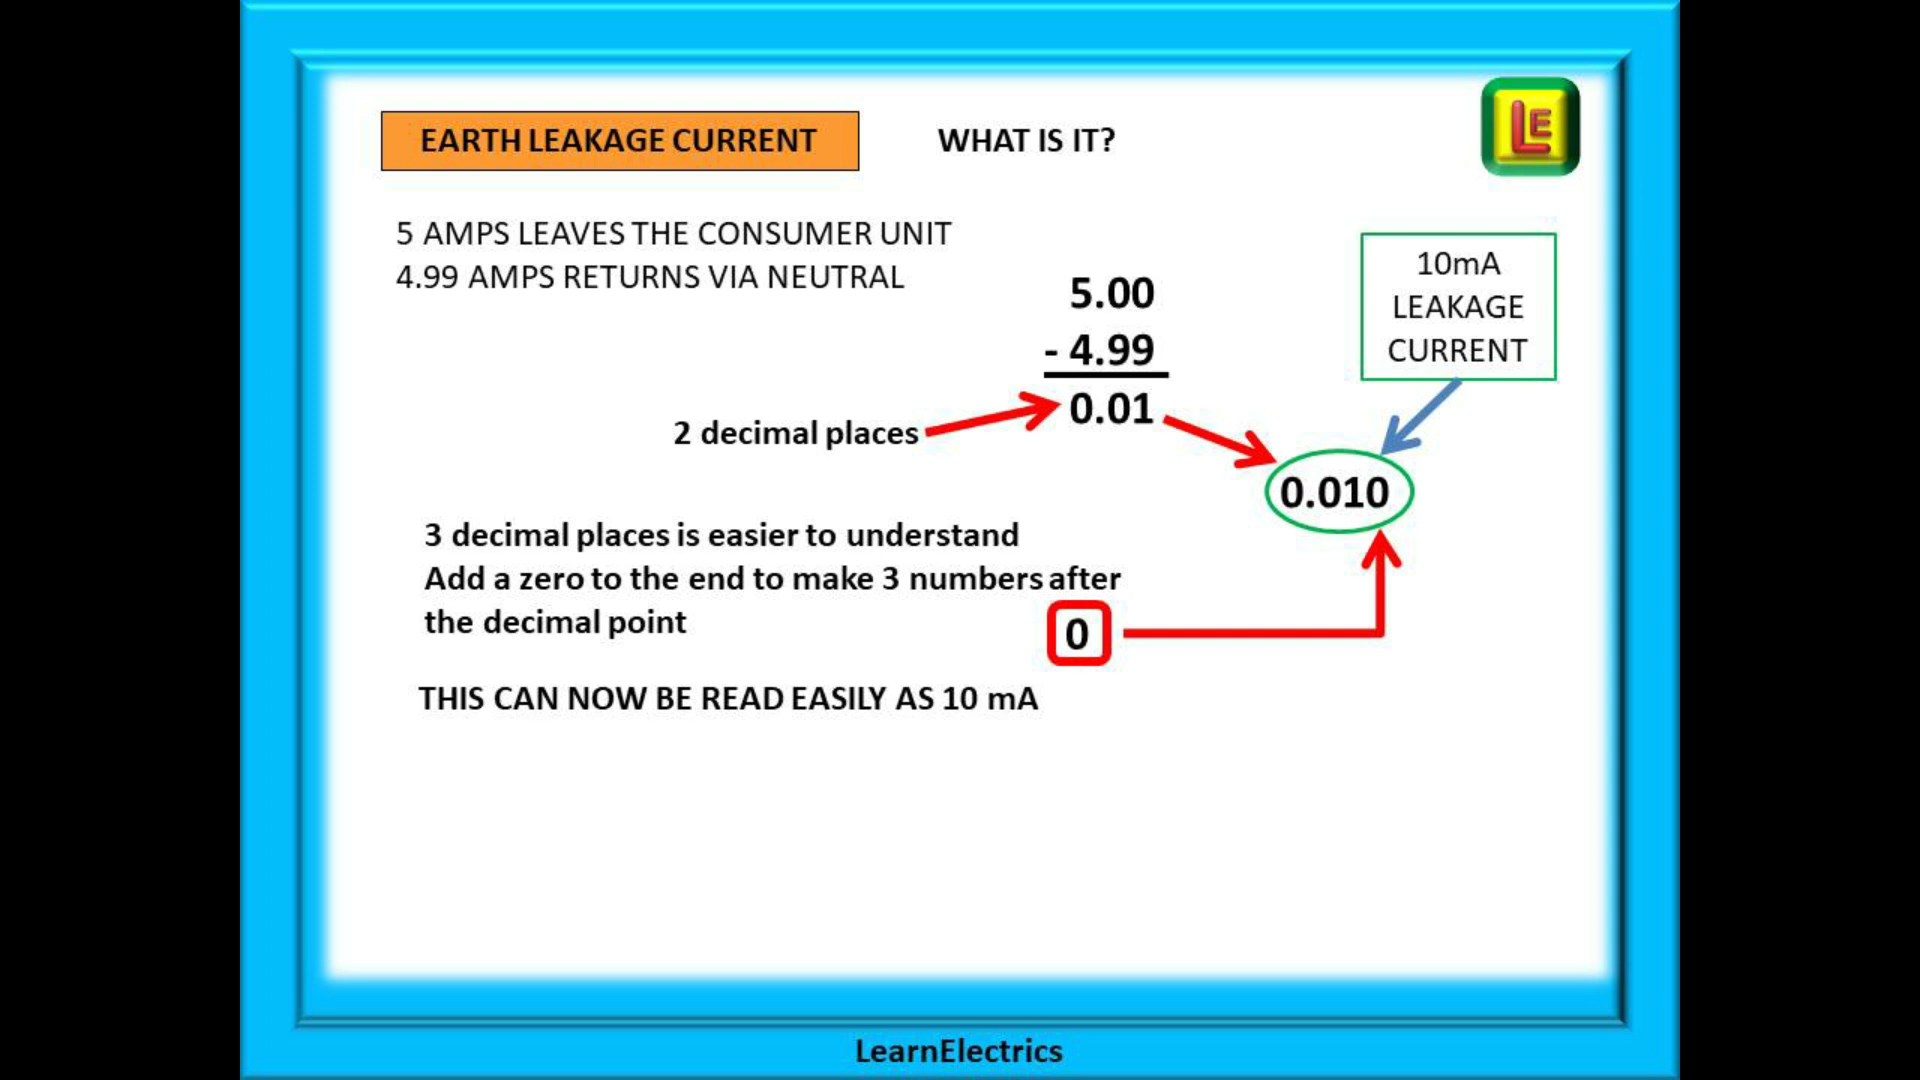 EARTH LEAKAGE CURRENT
WHAT IS IT?
LE
5 AMPS LEAVES THE CONSUMER UNIT
4.99 AMPS RETURNS VIA NEUTRAL
5.00
- 4.99
0.01
10mA
LEAKAGE
CURRENT
2 decimal places
0.010
3 decimal places is easier to understand
Add a zero to the end to make 3 numbers after
the decimal point
0
THIS CAN NOW BE READ EASILY AS 10 mA
LearnElectrics